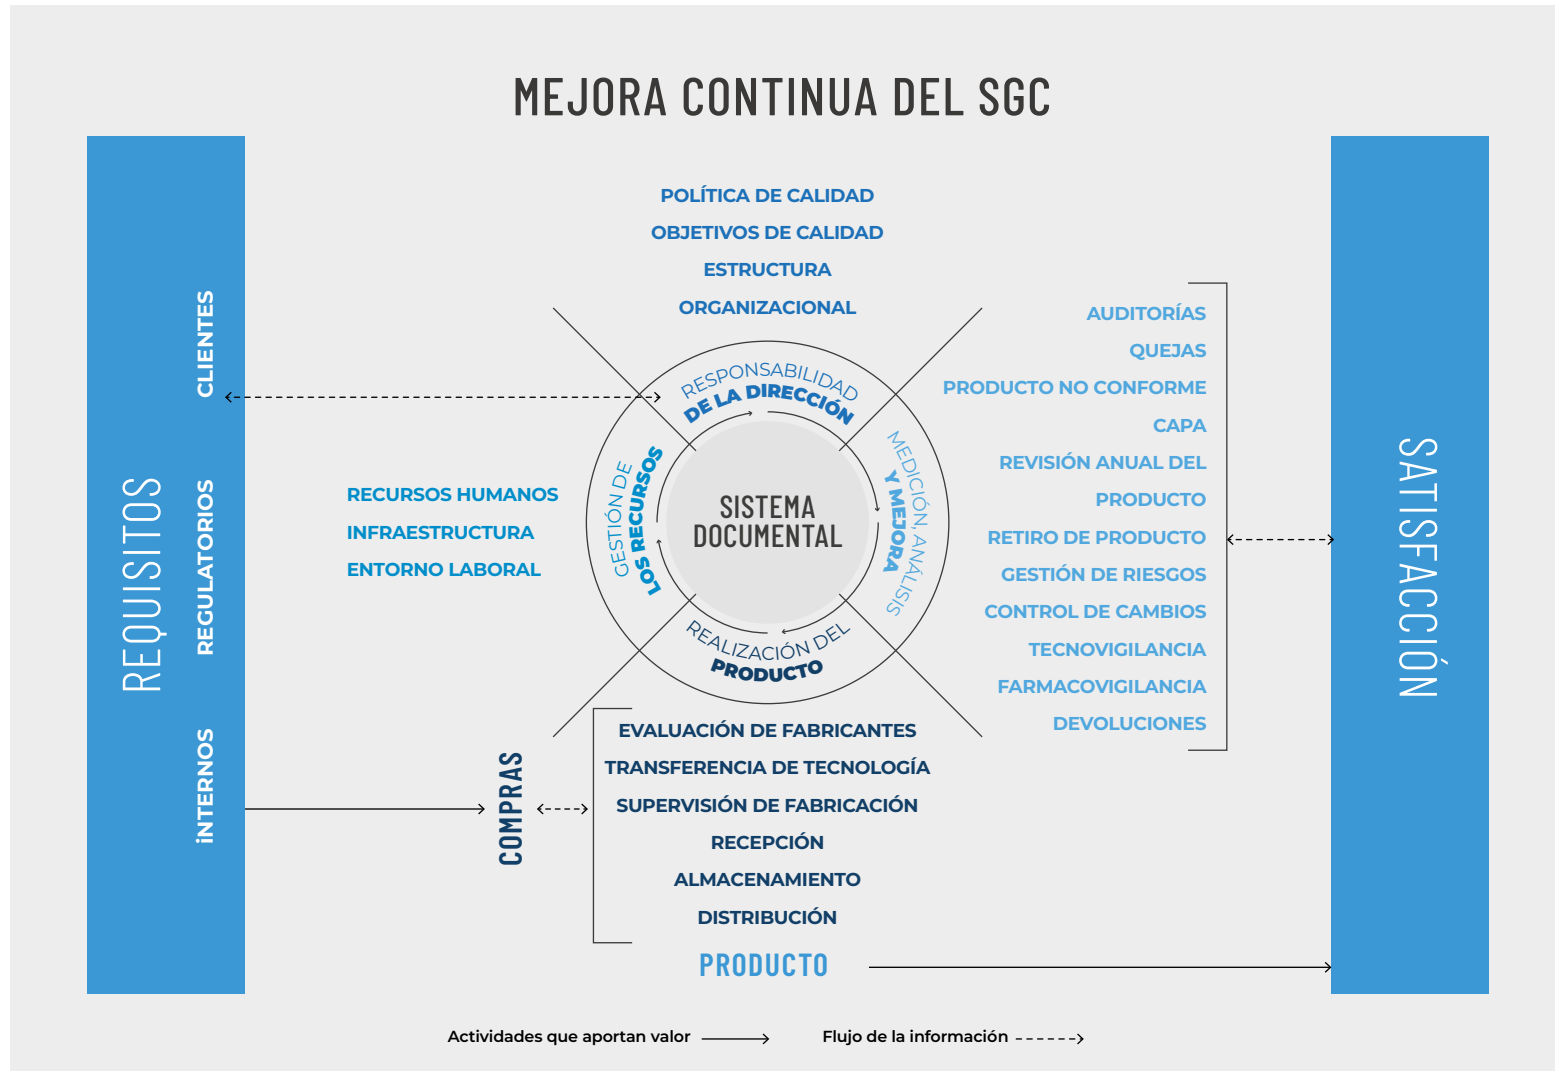 MEJORA CONTINUA DEL SGC
REQUISITOS
CLIENTES
REGULATORIOS
iNTERNOS
POLÍTICA DE CALIDAD
OBJETIVOS DE CALIDAD
ESTRUCTURA
ORGANIZACIONAL
RESPONSABILIDAD
DE LA DIRECCIÓN
RECURSOS HUMANOS
INFRAESTRUCTURA
ENTORNO LABORAL
GESTIÓN DE
LOS RECURSOS
SISTEMA
DOCUMENTAL
MEDICIÓN, ANÁLISIS
Y MEJORA
AUDITORÍAS
QUEJAS
PRODUCTO NO CONFORME
CAPA
REVISIÓN ANUAL DEL
PRODUCTO
RETIRO DE PRODUCTO
GESTIÓN DE RIESGOS
CONTROL DE CAMBIOS
TECNOVIGILANCIA
FARMACOVIGILANCIA
DEVOLUCIONES
REALIZACIÓN DEL
PRODUCTO
COMPRAS
EVALUACIÓN DE FABRICANTES
TRANSFERENCIA DE TECNOLOGÍA
SUPERVISIÓN DE FABRICACIÓN
RECEPCIÓN
ALMACENAMIENTO
DISTRIBUCIÓN
PRODUCTO
SATISFACCIÓN
Actividades que aportan valor
Flujo de la información